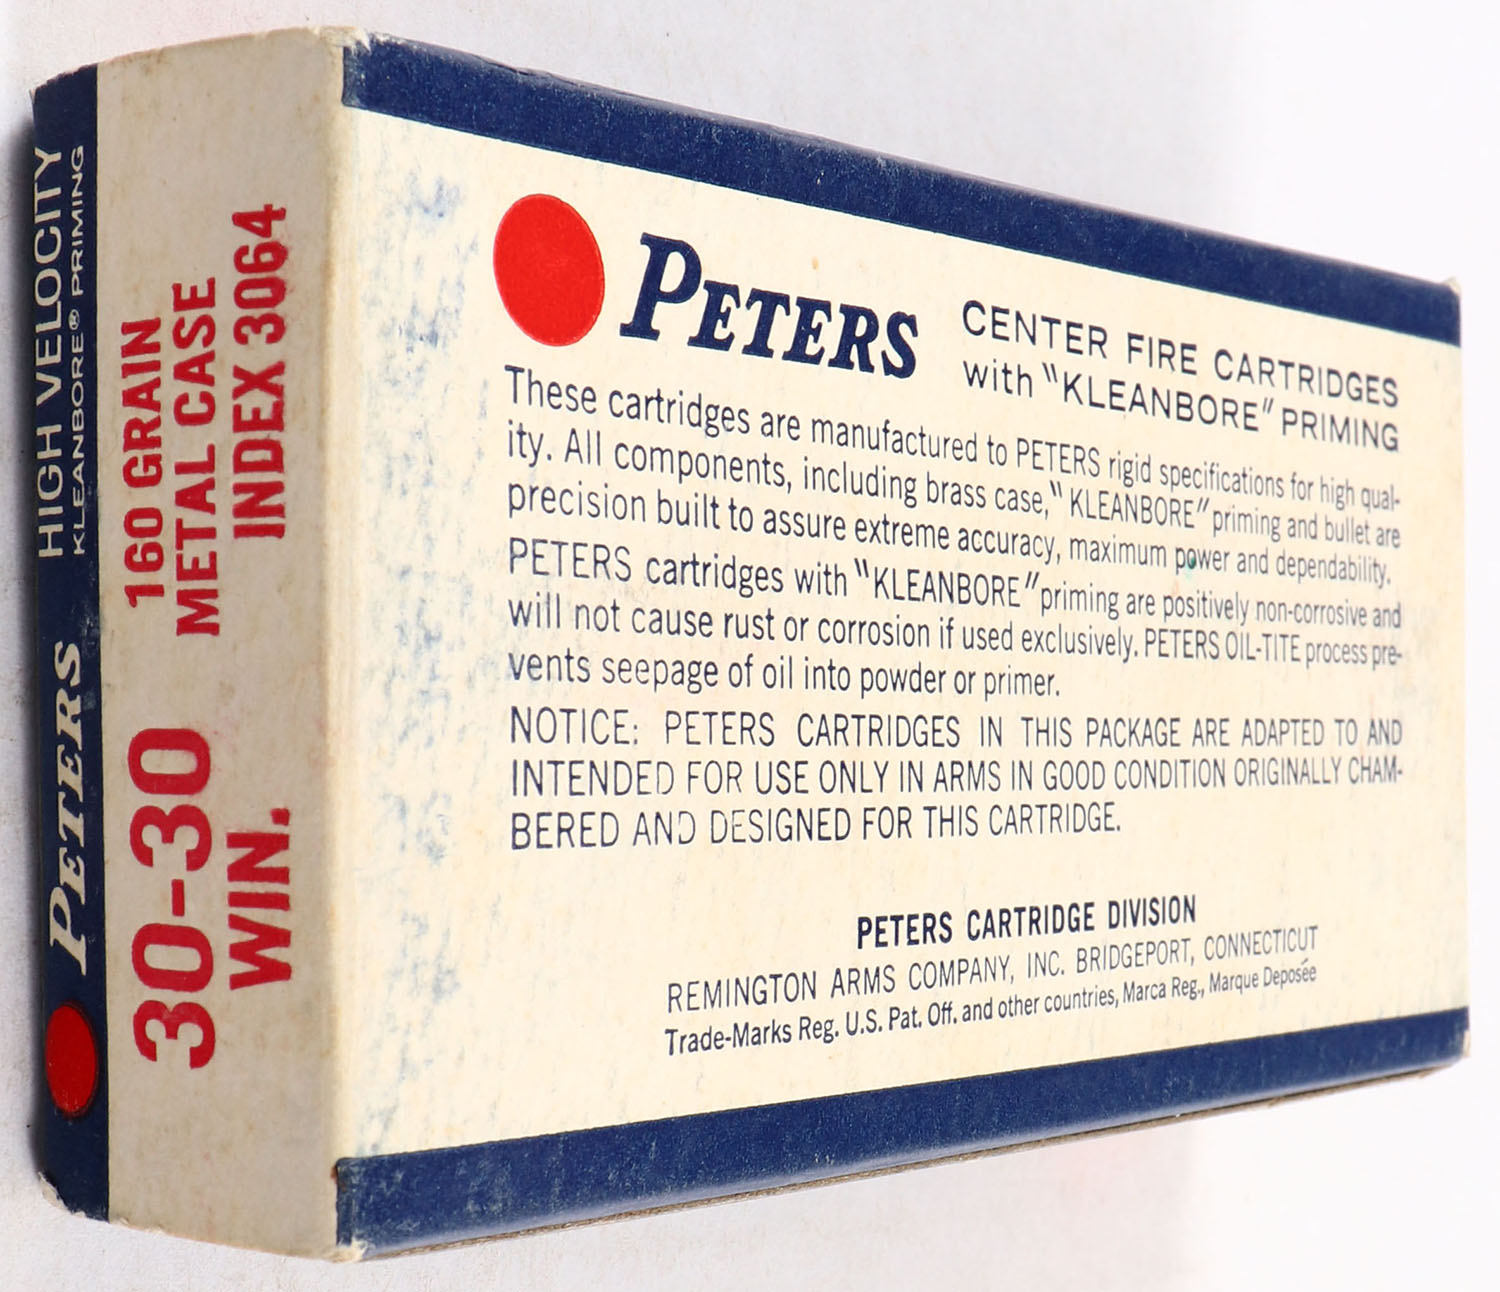 PETERS HIGH VELOCITY
KLEANBORE® PRIMING
30-30
WIN.
160 GRAIN
METAL CASE
INDEX 3064
PETERS
CENTER FIRE CARTRIDGES
with "KLEANBORE" PRIMING
These cartridges are manufactured to PETERS rigid specifications for high qual-
ity. All components, including brass case, "KLEANBORE" priming and bullet are
precision built to assure extreme accuracy, maximum power and dependability.
PETERS cartridges with "KLEANBORE" priming are positively non-corrosive and
will not cause rust or corrosion if used exclusively. PETERS OIL-TITE process pre-
vents seepage of oil into powder or primer.
NOTICE: PETERS CARTRIDGES IN THIS PACKAGE ARE ADAPTED TO AND
INTENDED FOR USE ONLY IN ARMS IN GOOD CONDITION ORIGINALLY CHAM-
BERED AND DESIGNED FOR THIS CARTRIDGE.
PETERS CARTRIDGE DIVISION
REMINGTON ARMS COMPANY, INC. BRIDGEPORT, CONNECTICUT
Trade-Marks Reg. U.S. Pat. Off. and other countries, Marca Reg., Marque Deposée